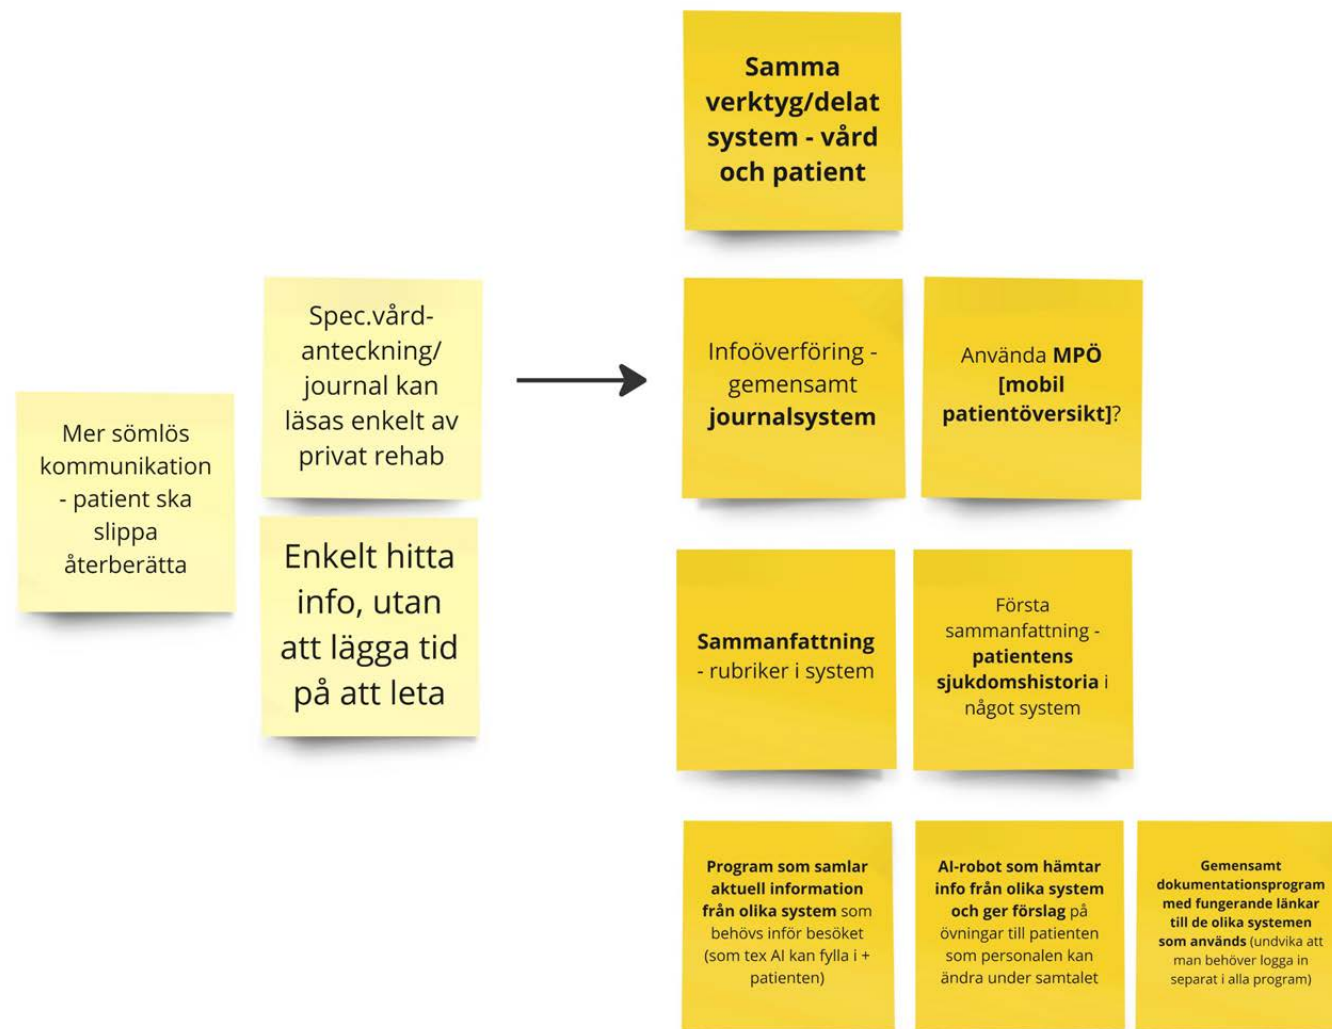 Samma
verktyg/delat
system - vård
och patient
Mer sömlös
kommunikation
- patient ska
slippa
återberätta
Spec.vård-
anteckning/
journal kan
läsas enkelt av
privat rehab
Enkelt hitta
info, utan
att lägga tid
på att leta
Infoöverföring -
gemensamt
journalsystem
Använda MPÖ
[mobil
patientöversikt]?
Sammanfattning
- rubriker i system
Första
sammanfattning -
patientens
sjukdomshistoria i
något system
Program som samlar
aktuell information
från olika system som
behövs inför besöket
(som tex AI kan fylla i +
patienten)
AI-robot som hämtar
info från olika system
och ger förslag på
övningar till patienten
som personalen kan
ändra under samtalet
Gemensamt
dokumentationsprogram
med fungerande länkar
till de olika systemen
som används (undvika att
man behöver logga in
separat i alla program)